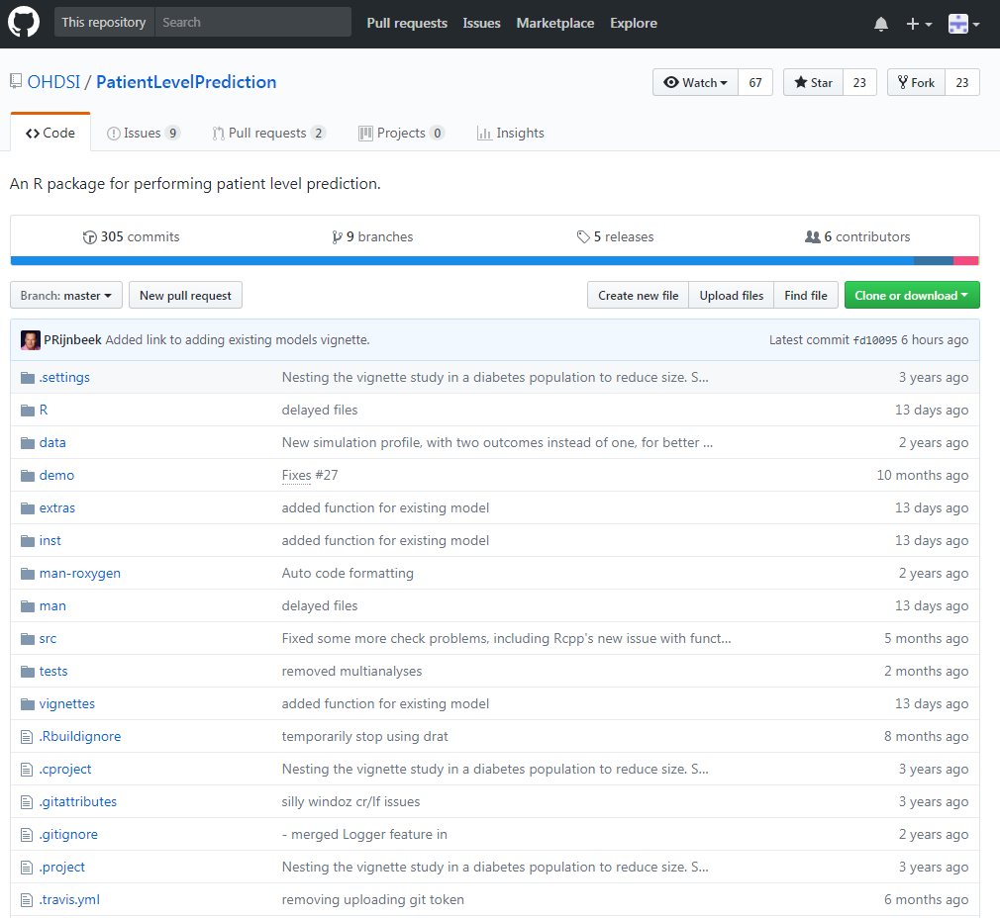 This repository Search Pull requests Issues Marketplace Explore
OHDSI / PatientLevelPrediction Watch 67 Star 23 Fork 23
Code Issues 9 Pull requests 2 Projects 0 Insights
An R package for performing patient level prediction.
305 commits 9 branches 5 releases 6 contributors
Branch: master New pull request Create new file Upload files Find file Clone or download
PRijnbeek Added link to adding existing models vignette. Latest commit fd10095 6 hours ago
.settings Nesting the vignette study in a diabetes population to reduce size. S... 3 years ago
R delayed files 13 days ago
data New simulation profile, with two outcomes instead of one, for better ... 2 years ago
demo Fixes #27 10 months ago
extras added function for existing model 13 days ago
inst added function for existing model 13 days ago
man-roxygen Auto code formatting 2 years ago
man delayed files 13 days ago
src Fixed some more check problems, including Rcpp's new issue with funct... 5 months ago
tests removed multianalyses 2 months ago
vignettes added function for existing model 13 days ago
.Rbuildignore temporarily stop using drat 8 months ago
.cproject Nesting the vignette study in a diabetes population to reduce size. S... 3 years ago
.gitattributes silly windoz cr/lf issues 3 years ago
.gitignore - merged Logger feature in 2 years ago
.project Nesting the vignette study in a diabetes population to reduce size. S... 3 years ago
.travis.yml removing uploading git token 6 months ago